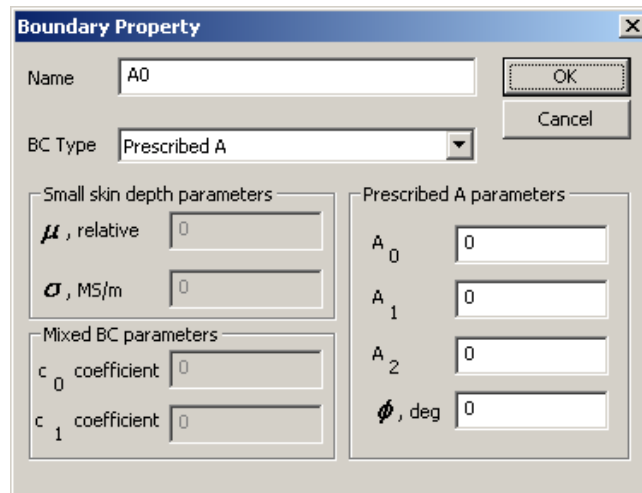 Boundary Property
Name A0 OK
Cancel
BC Type Prescribed A
Small skin depth parameters
μ, relative 0
σ, MS/m 0
Mixed BC parameters
c 0 coefficient 0
c 1 coefficient 0
Prescribed A parameters
A 0 0
A 1 0
A 2 0
ϕ, deg 0